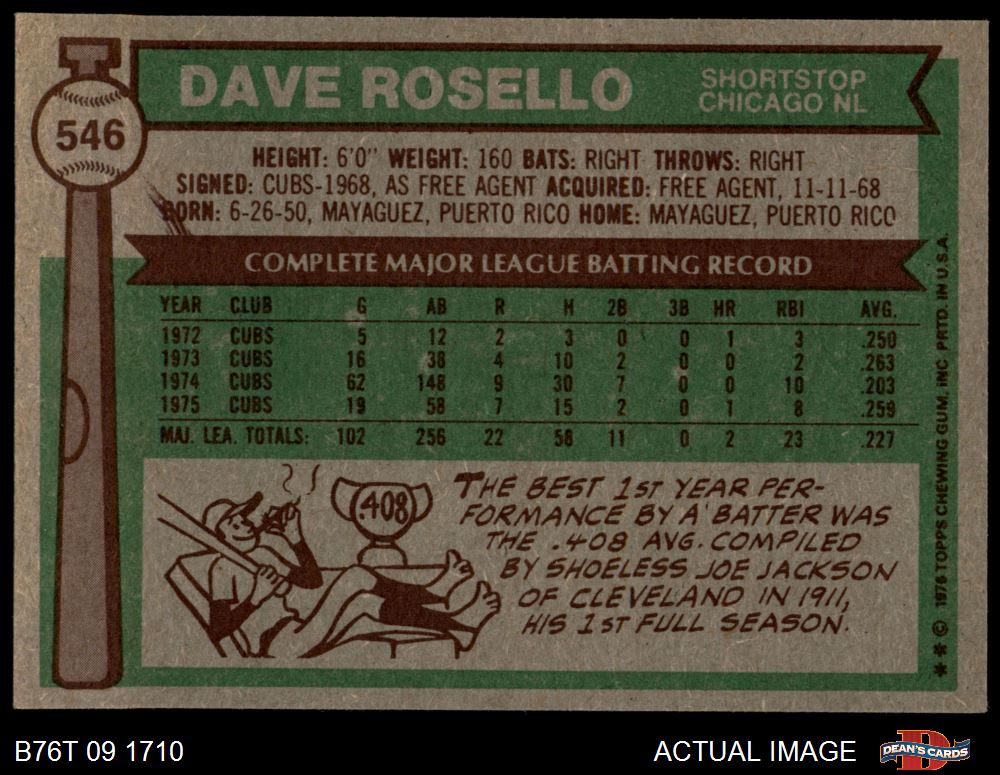 546
DAVE ROSELLO
SHORTSTOP
CHICAGO NL
HEIGHT: 6'0" WEIGHT: 160 BATS: RIGHT THROWS: RIGHT
SIGNED: CUBS-1968, AS FREE AGENT ACQUIRED: FREE AGENT, 11-11-68
BORN: 6-26-50, MAYAGUEZ, PUERTO RICO HOME: MAYAGUEZ, PUERTO RICO
COMPLETE MAJOR LEAGUE BATTING RECORD
YEAR CLUB G AB R H 2B 3B HR RBI AVG.
1972 CUBS 5 12 2 3 0 0 1 3 .250
1973 CUBS 16 38 4 10 2 0 0 2 .263
1974 CUBS 62 148 9 30 7 0 0 10 .203
1975 CUBS 19 58 7 15 2 0 1 8 .259
MAJ. LEA. TOTALS: 102 256 22 58 11 0 2 23 .227
.408
THE BEST 1ST YEAR PER-
FORMANCE BY A BATTER WAS
THE .408 AVG. COMPILED
BY SHOELESS JOE JACKSON
OF CLEVELAND IN 1911,
HIS 1ST FULL SEASON.
** © 1976 TOPPS CHEWING GUM, INC. PRTD. IN U.S.A.
B76T 09 1710
ACTUAL IMAGE
D
DEAN'S CARDS